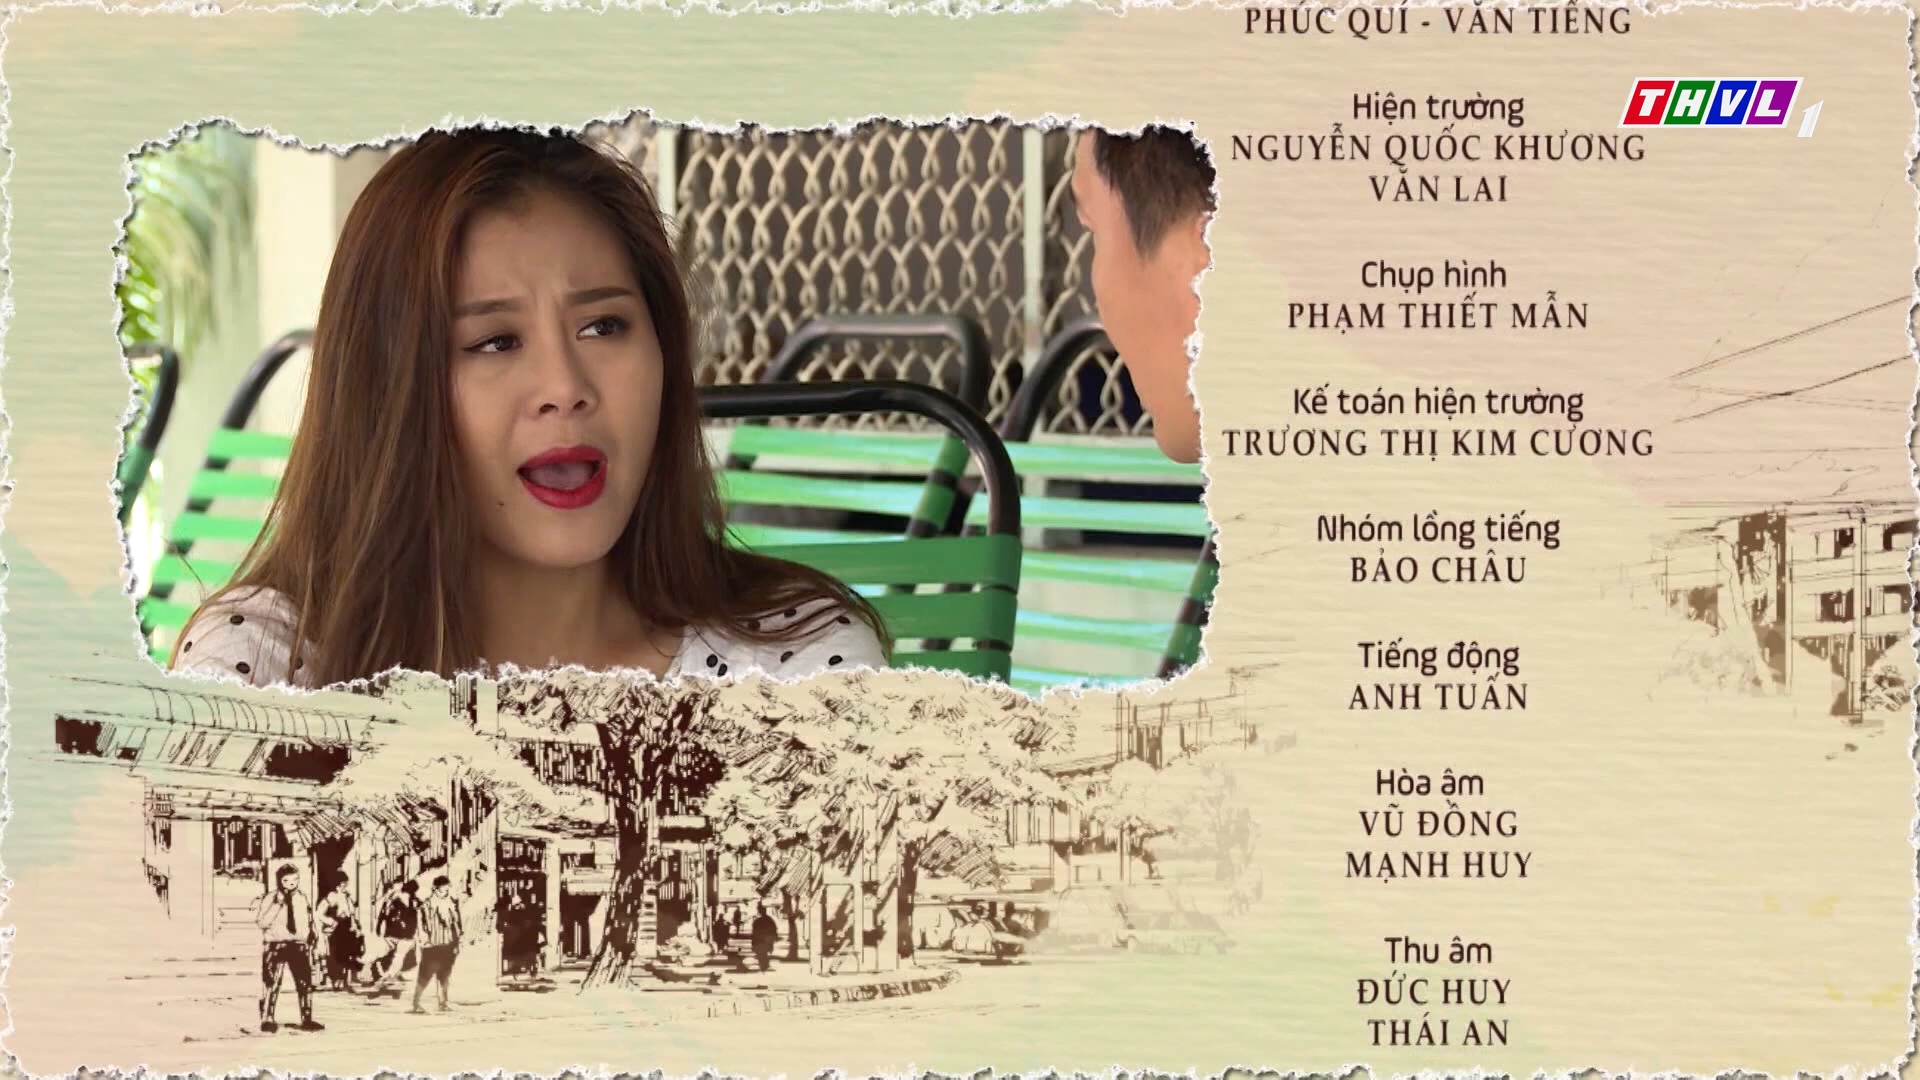 PHÚC QUÍ - VĂN TIẾNG
THVL 1
Hiện trường
NGUYỄN QUỐC KHƯƠNG
VĂN LAI
Chụp hình
PHẠM THIẾT MẪN
Kế toán hiện trường
TRƯƠNG THỊ KIM CƯƠNG
Nhóm lồng tiếng
BẢO CHÂU
Tiếng động
ANH TUẤN
Hòa âm
VŨ ĐỒNG
MẠNH HUY
Thu âm
ĐỨC HUY
THÁI AN